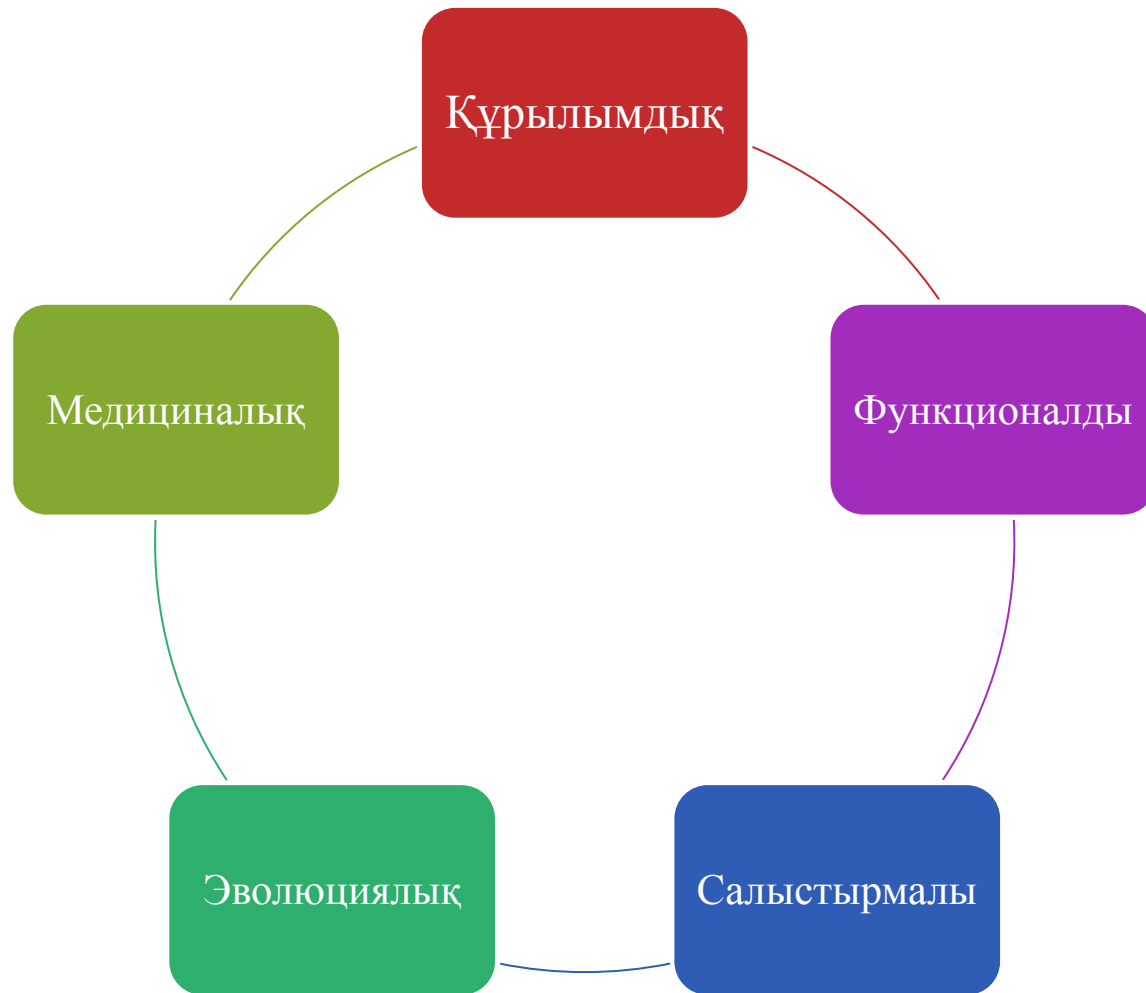 Құрылымдық
Функционалды
Салыстырмалы
Эволюциялық
Медициналық